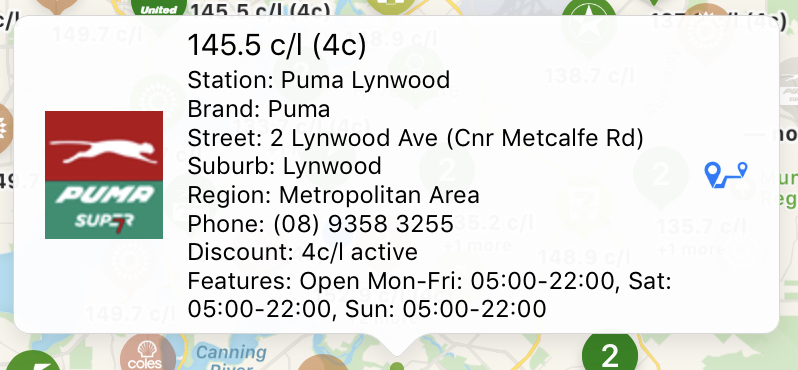 United 145.5 c/l (4c)
149.7 c/l
138.7 c/l
145.5 c/l (4c)
Station: Puma Lynwood
Brand: Puma
Street: 2 Lynwood Ave (Cnr Metcalfe Rd)
Suburb: Lynwood
Region: Metropolitan Area
Phone: (08) 9358 3255
Discount: 4c/l active
Features: Open Mon-Fri: 05:00-22:00, Sat:
05:00-22:00, Sun: 05:00-22:00
PUMA
SUPER7
2
2
135.7 c/l
+1 more
+1 more
148.9 c/l
149.7 c/l
coles
Canning
River
2